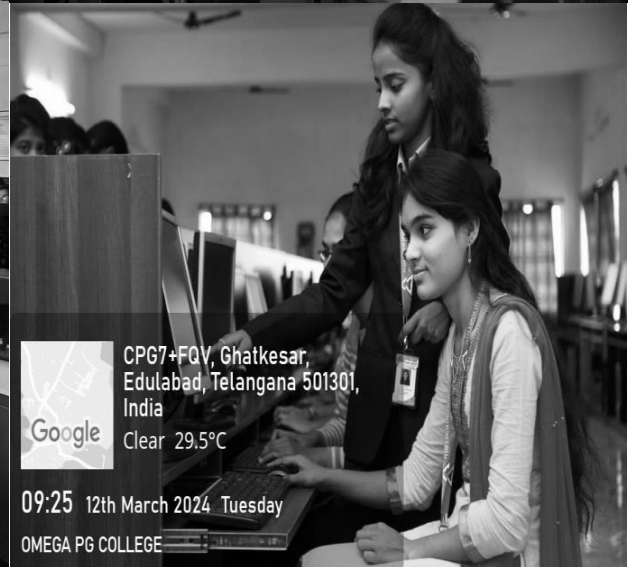 CPG7+FQV, Ghatkesar,
Edulabad, Telangana 501301,
India
Google
Clear 29.5°C
09:25 12th March 2024 Tuesday
OMEGA PG COLLEGE